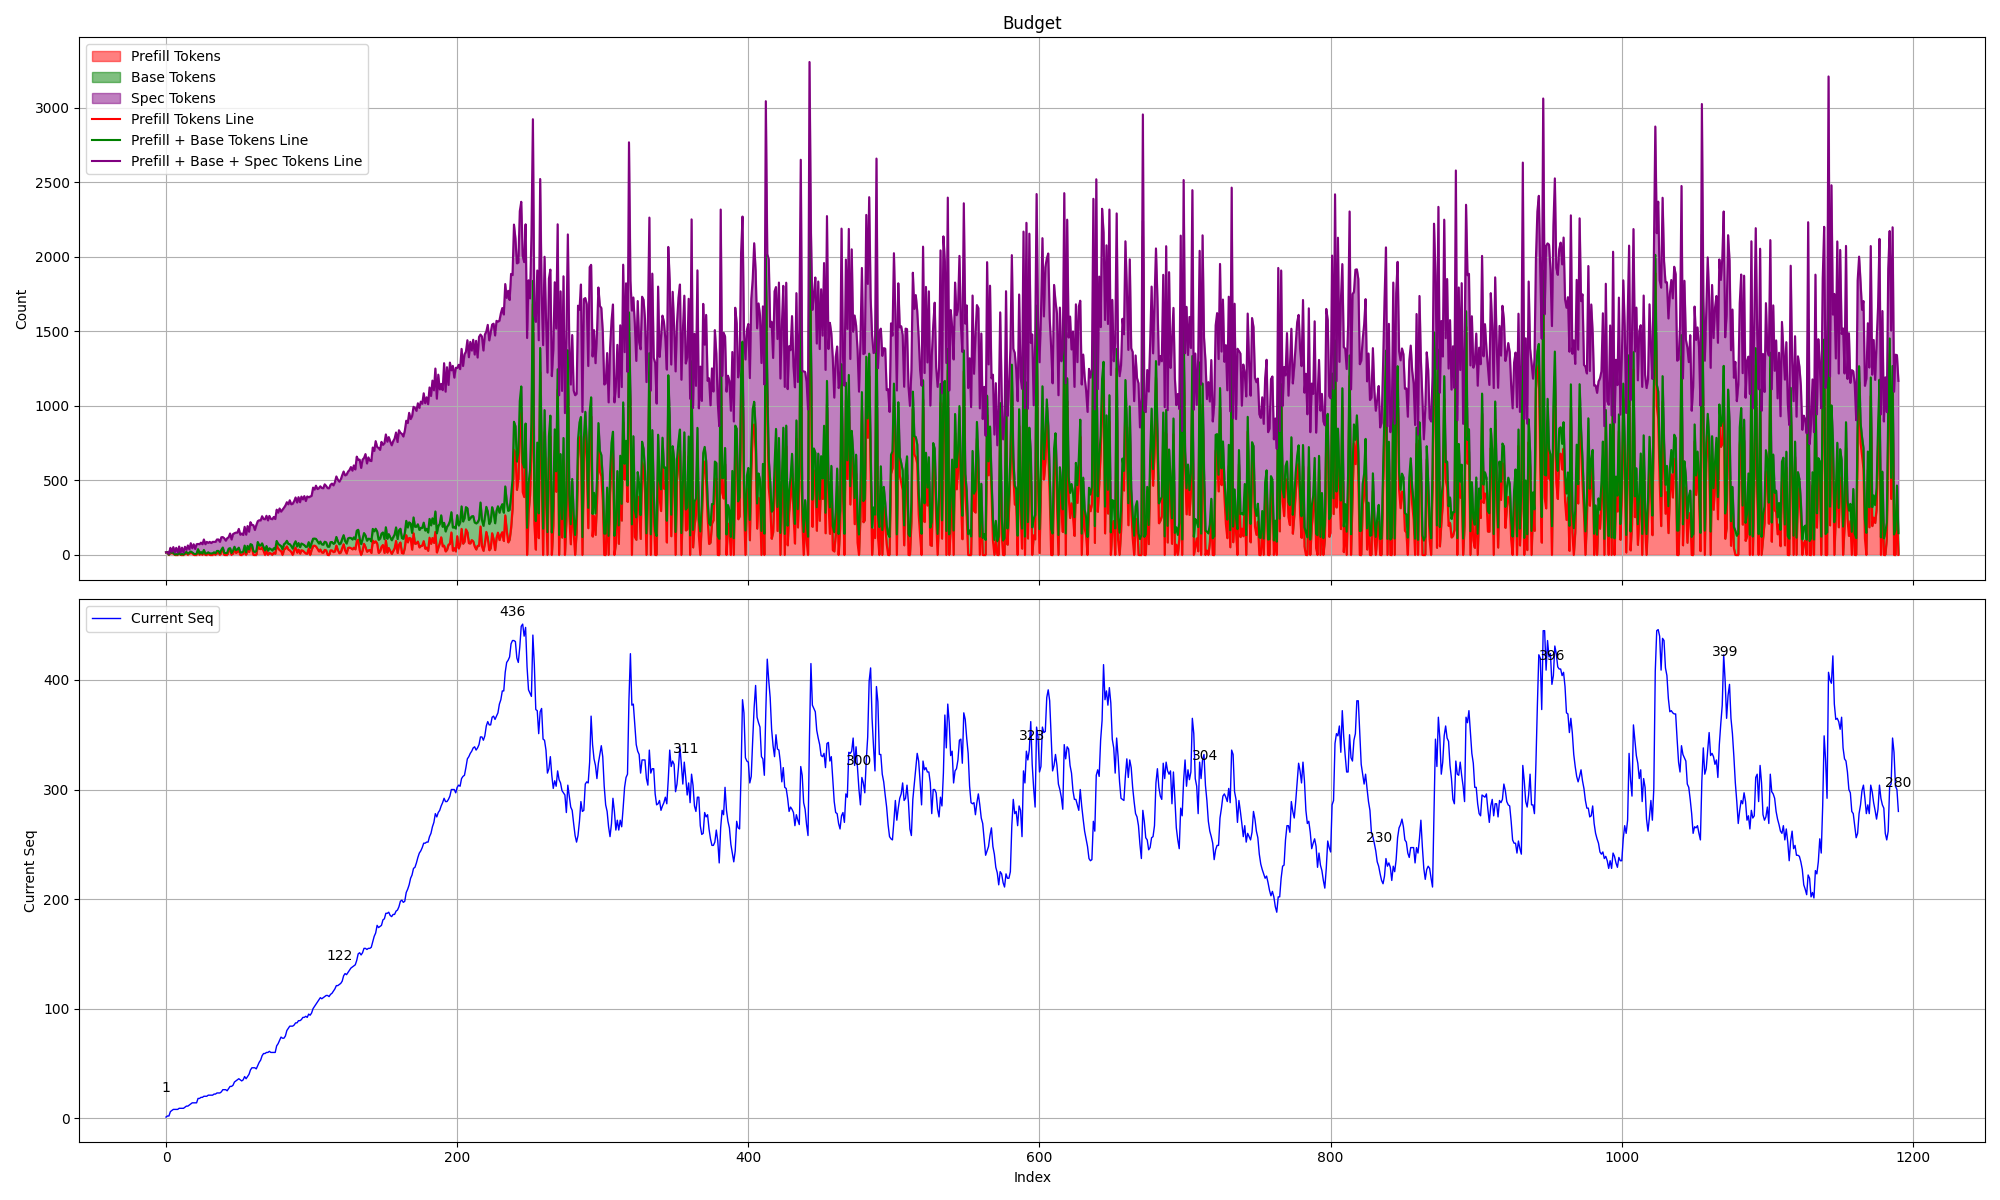 Budget
Prefill Tokens
Base Tokens
Spec Tokens
Prefill Tokens Line
Prefill + Base Tokens Line
Prefill + Base + Spec Tokens Line
3000
2500
2000
1500
1000
500
0
Count
Current Seq
436
396
399
311
323
304
300
280
230
122
1
400
300
200
100
0
Current Seq
0
200
400
600
800
1000
1200
Index